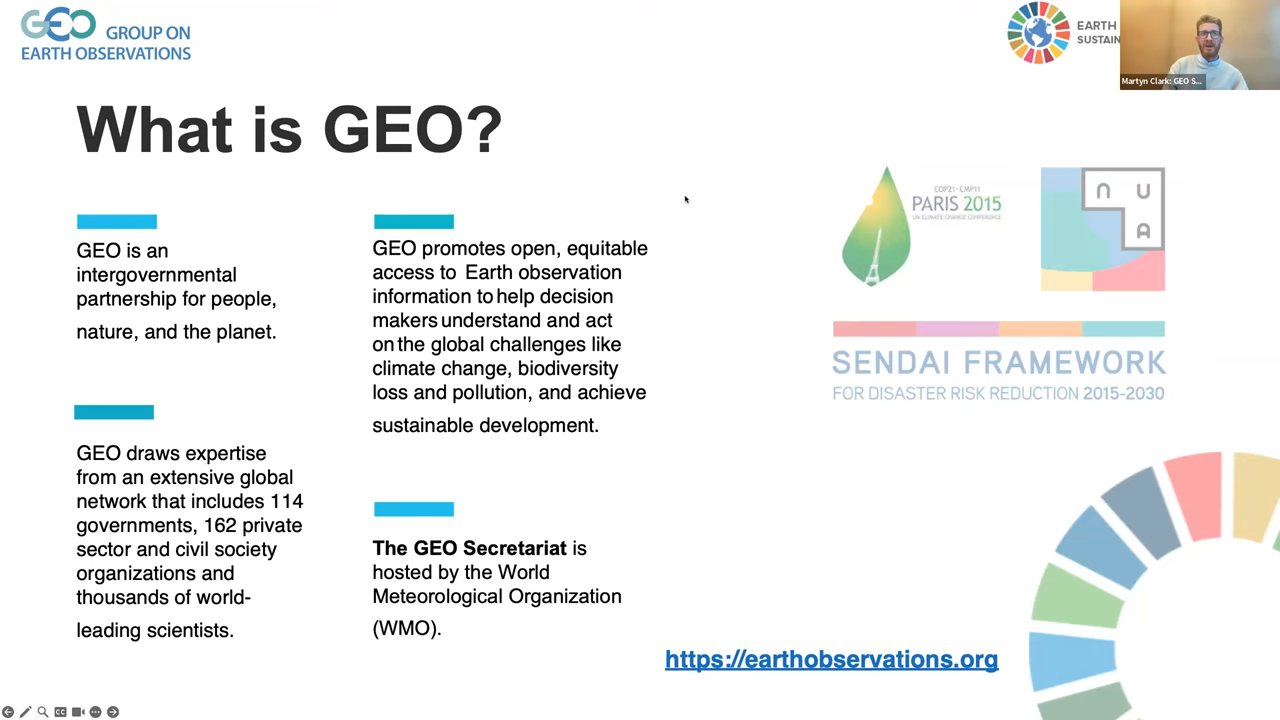 GEO GROUP ON
EARTH OBSERVATIONS
EARTH
SUSTAIN
Martyn Clark: GEO S...
What is GEO?
GEO is an
intergovernmental
partnership for people,
nature, and the planet.
GEO draws expertise
from an extensive global
network that includes 114
governments, 162 private
sector and civil society
organizations and
thousands of world-
leading scientists.
GEO promotes open, equitable
access to Earth observation
information to help decision
makers understand and act
on the global challenges like
climate change, biodiversity
loss and pollution, and achieve
sustainable development.
The GEO Secretariat is
hosted by the World
Meteorological Organization
(WMO).
COP21·CMP11
PARIS 2015
UN CLIMATE CHANGE CONFERENCE
N U
A
SENDAI FRAMEWORK
FOR DISASTER RISK REDUCTION 2015-2030
https://earthobservations.org
CC